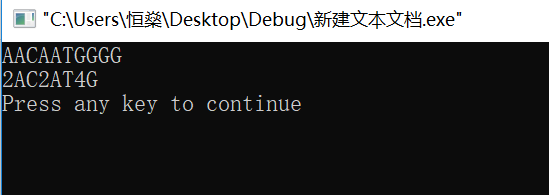 "C:\Users\恒燊\Desktop\Debug\新建文本文档.exe"
AACAATGGGG
2AC2AT4G
Press any key to continue